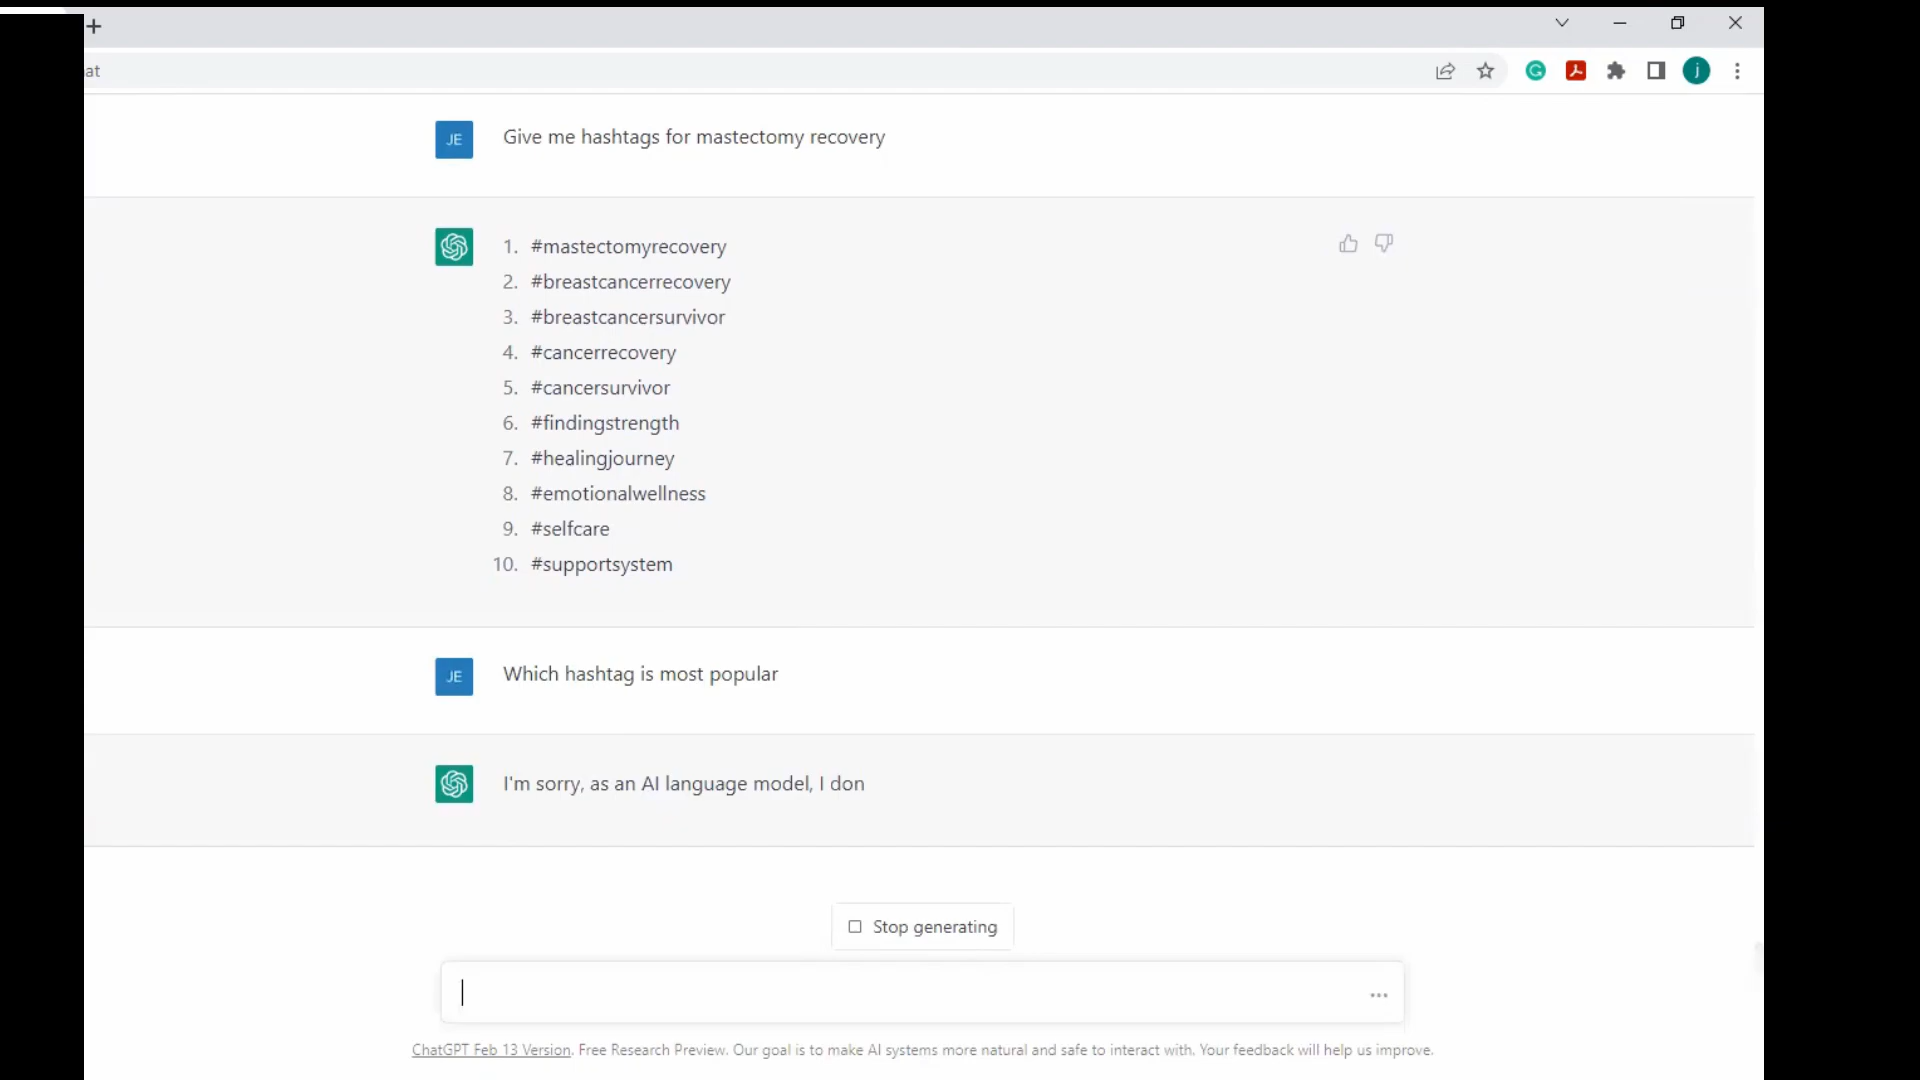 at
j
JE
Give me hashtags for mastectomy recovery
1. #mastectomyrecovery
2. #breastcancerrecovery
3. #breastcancersurvivor
4. #cancerrecovery
5. #cancersurvivor
6. #findingstrength
7. #healingjourney
8. #emotionalwellness
9. #selfcare
10. #supportsystem
JE
Which hashtag is most popular
I'm sorry, as an AI language model, I don
Stop generating
ChatGPT Feb 13 Version. Free Research Preview. Our goal is to make AI systems more natural and safe to interact with. Your feedback will help us improve.